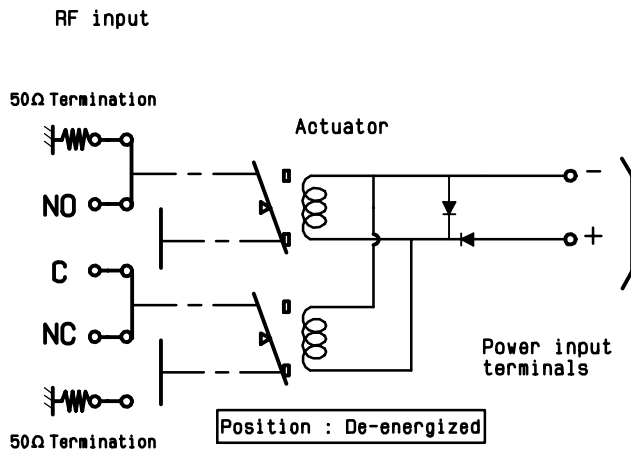 RF input
50Ω Termination
Actuator
−
NO
+
C
NC
Power input
terminals
Position : De-energized
50Ω Termination